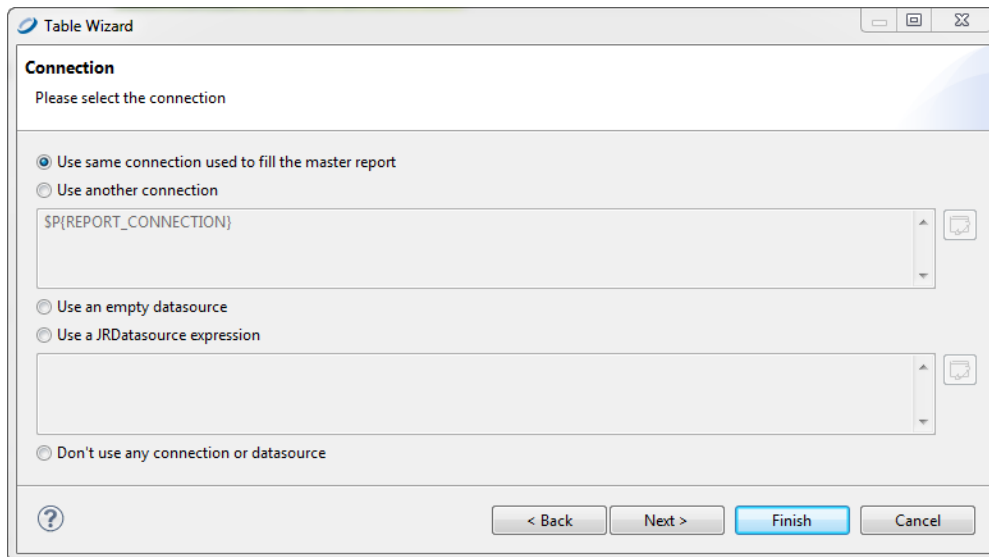 Table Wizard
Connection
Please select the connection
Use same connection used to fill the master report
Use another connection
$P{REPORT_CONNECTION}
Use an empty datasource
Use a JRDatasource expression
Don't use any connection or datasource
? < Back Next > Finish Cancel